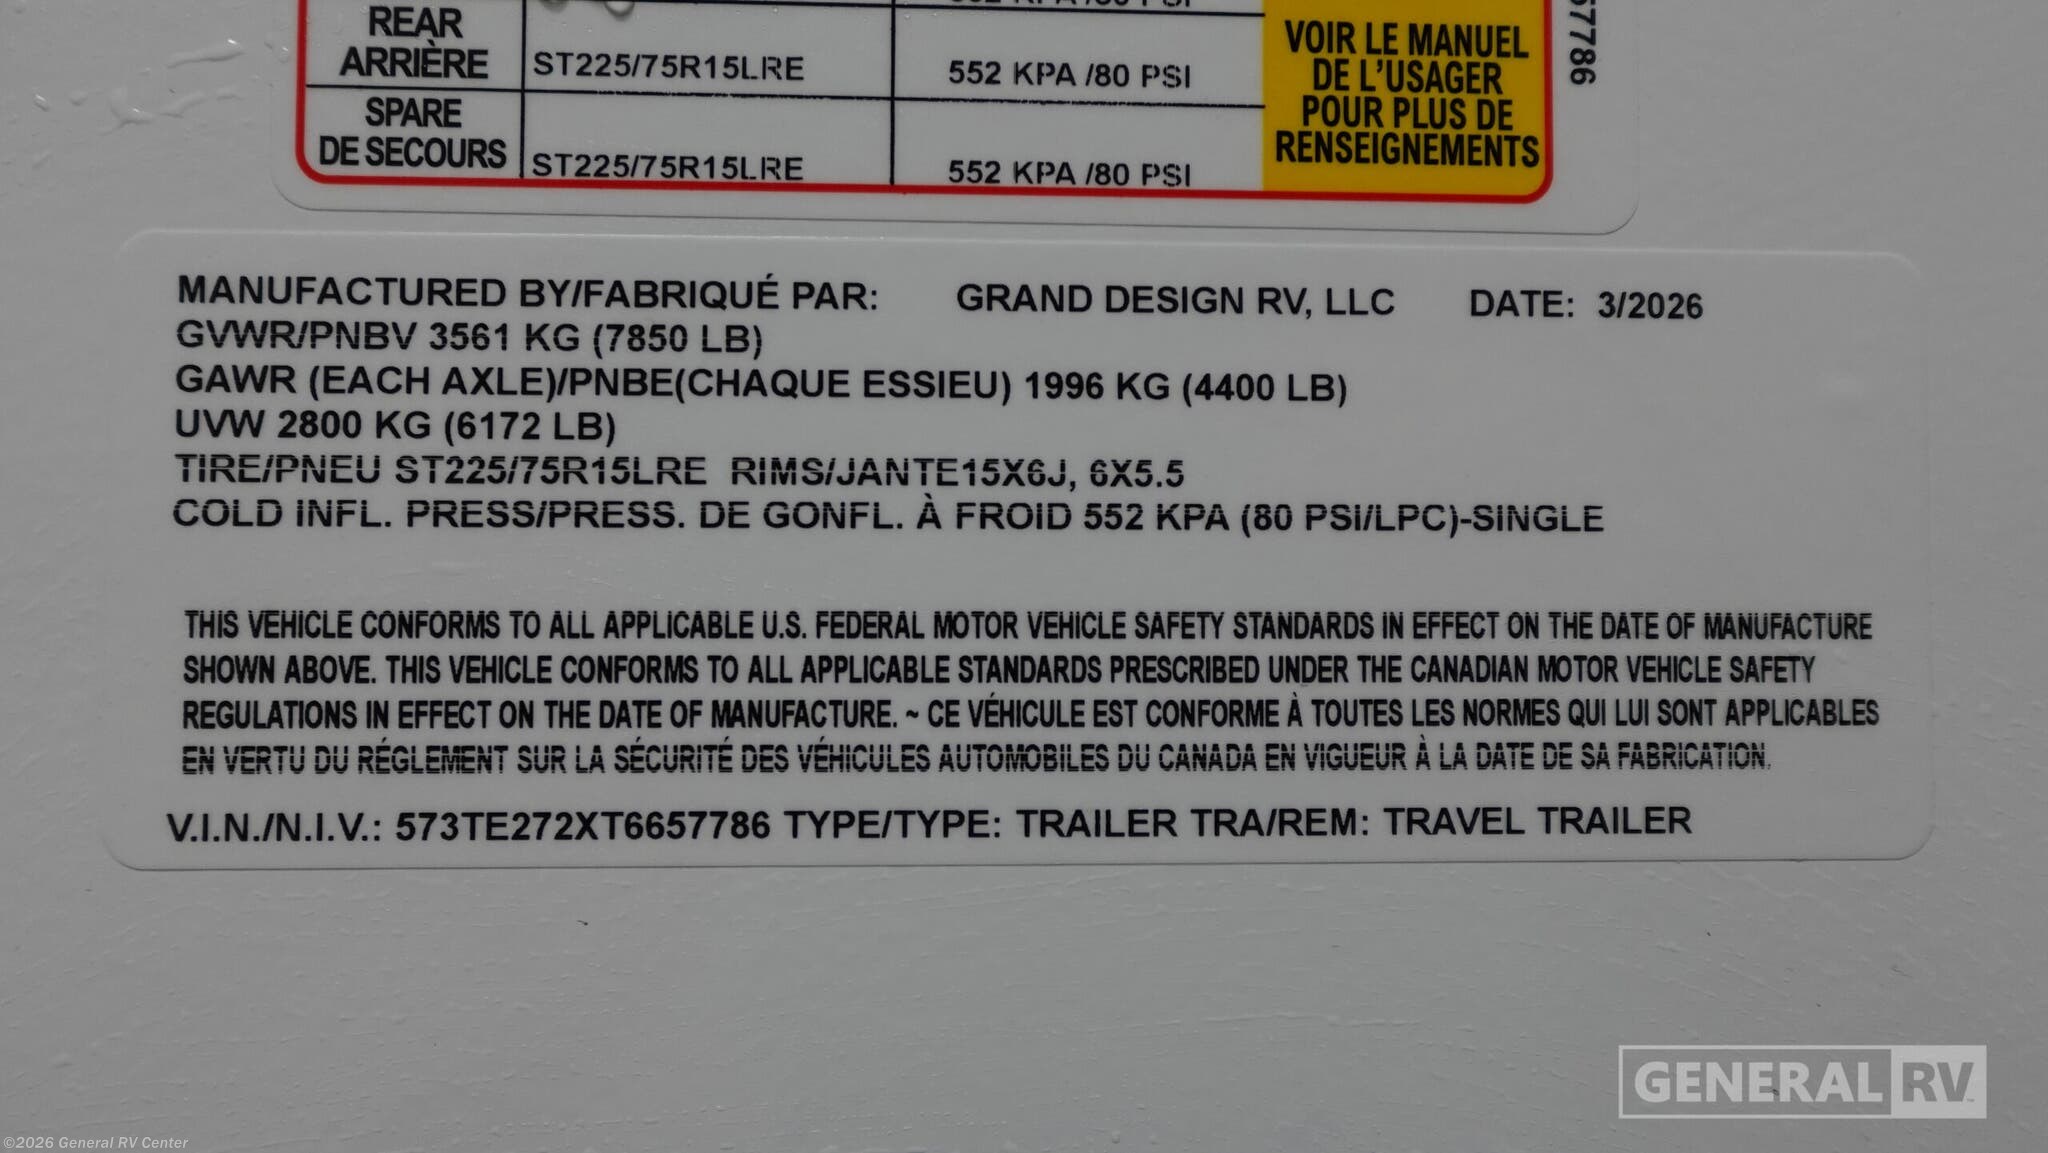 REAR
ARRIÈRE
ST225/75R15LRE
552 KPA /80 PSI
SPARE
DE SECOURS
ST225/75R15LRE
552 KPA /80 PSI
VOIR LE MANUEL
DE L'USAGER
POUR PLUS DE
RENSEIGNEMENTS
57786
MANUFACTURED BY/FABRIQUÉ PAR: GRAND DESIGN RV, LLC DATE: 3/2026
GVWR/PNBV 3561 KG (7850 LB)
GAWR (EACH AXLE)/PNBE(CHAQUE ESSIEU) 1996 KG (4400 LB)
UVW 2800 KG (6172 LB)
TIRE/PNEU ST225/75R15LRE RIMS/JANTE15X6J, 6X5.5
COLD INFL. PRESS/PRESS. DE GONFL. À FROID 552 KPA (80 PSI/LPC)-SINGLE
THIS VEHICLE CONFORMS TO ALL APPLICABLE U.S. FEDERAL MOTOR VEHICLE SAFETY STANDARDS IN EFFECT ON THE DATE OF MANUFACTURE
SHOWN ABOVE. THIS VEHICLE CONFORMS TO ALL APPLICABLE STANDARDS PRESCRIBED UNDER THE CANADIAN MOTOR VEHICLE SAFETY
REGULATIONS IN EFFECT ON THE DATE OF MANUFACTURE. ~ CE VÉHICULE EST CONFORME À TOUTES LES NORMES QUI LUI SONT APPLICABLES
EN VERTU DU RÉGLEMENT SUR LA SÉCURITÉ DES VÉHICULES AUTOMOBILES DU CANADA EN VIGUEUR À LA DATE DE SA FABRICATION.
V.I.N./N.I.V.: 573TE272XT6657786 TYPE/TYPE: TRAILER TRA/REM: TRAVEL TRAILER
GENERAL RV
©2026 General RV Center